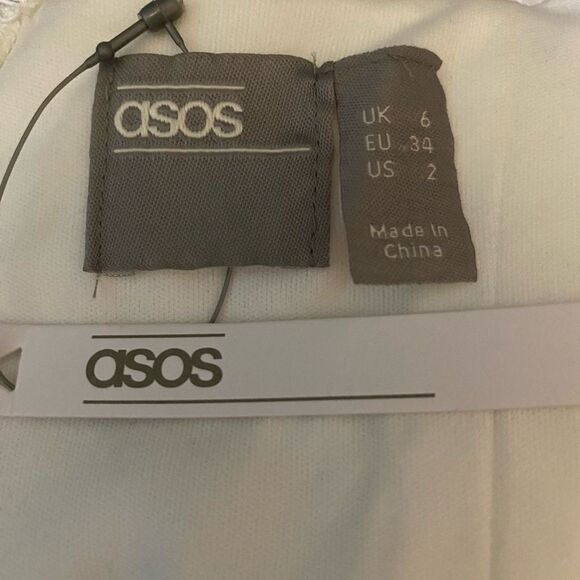 asos
UK 6
EU 34
US 2
Made In
China
asos